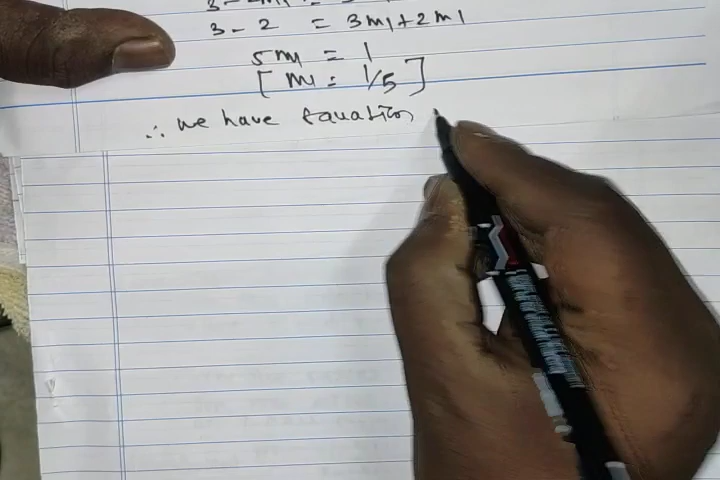 3 - 2 = 3m1 + 2m1
5m1 = 1
[ m1 = 1/5 ]
∴ we have equation